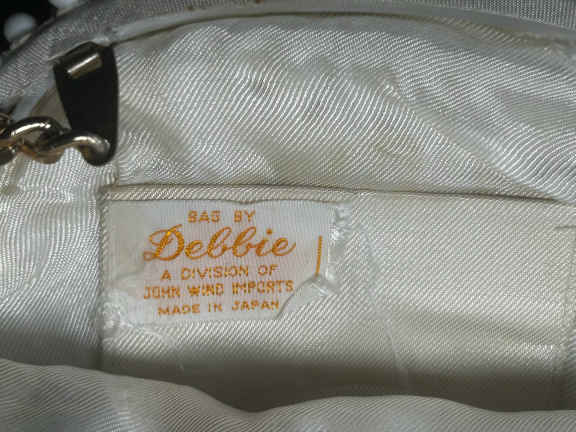 BAG BY
Debbie
A DIVISION OF
JOHN WIND IMPORTS
MADE IN JAPAN